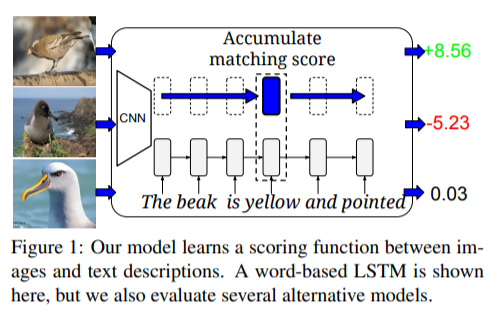 Accumulate
matching score
+8.56
CNN
-5.23
The beak is yellow and pointed
0.03
Figure 1: Our model learns a scoring function between im-
ages and text descriptions. A word-based LSTM is shown
here, but we also evaluate several alternative models.